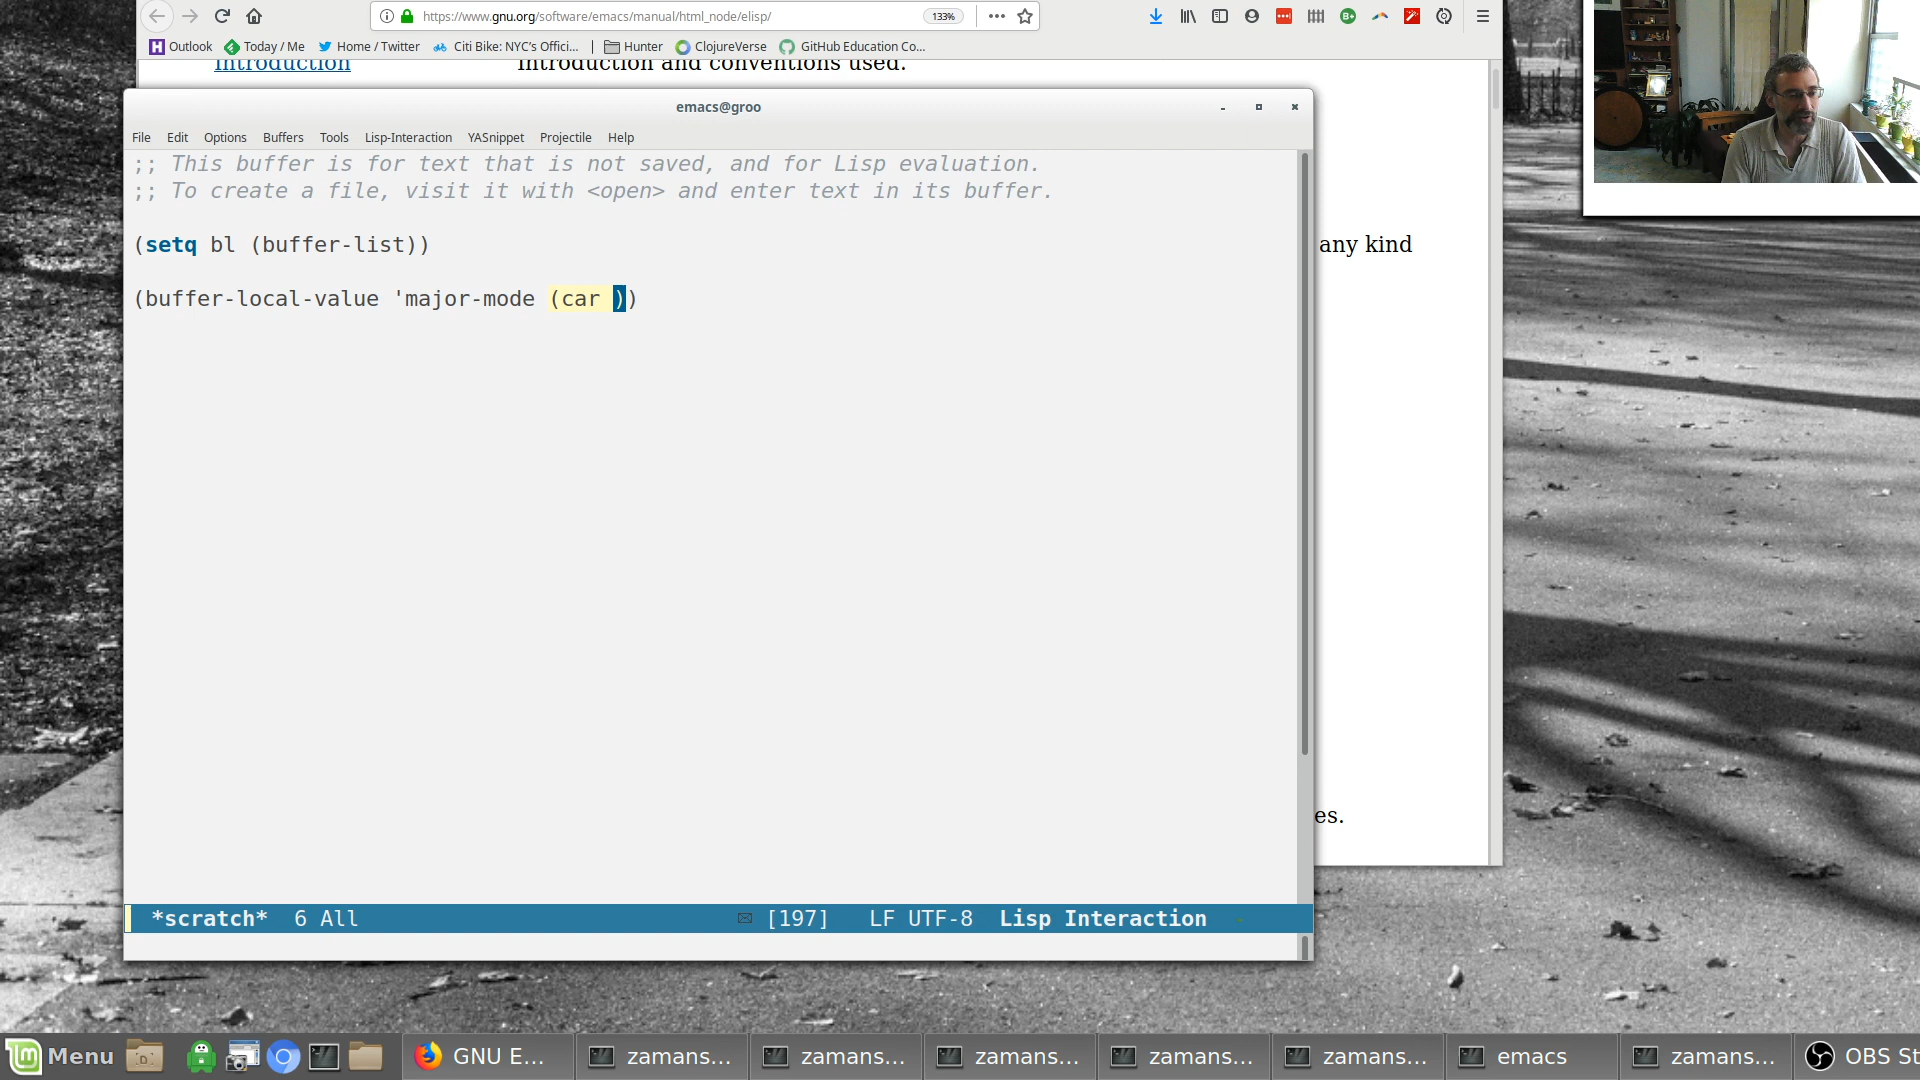 https://www.gnu.org/software/emacs/manual/html_node/elisp/
133%
Outlook
Today / Me
Home / Twitter
Citi Bike: NYC's Offici...
Hunter
ClojureVerse
GitHub Education Co...
Introduction
Introduction and conventions used.
emacs@groo
File Edit Options Buffers Tools Lisp-Interaction YASnippet Projectile Help
;; This buffer is for text that is not saved, and for Lisp evaluation.
;; To create a file, visit it with <open> and enter text in its buffer.
(setq bl (buffer-list))
any kind
(buffer-local-value 'major-mode (car ))
es.
*scratch* 6 All [197] LF UTF-8 Lisp Interaction
Menu
GNU E...
zamans...
zamans...
zamans...
zamans...
zamans...
emacs
zamans...
OBS St